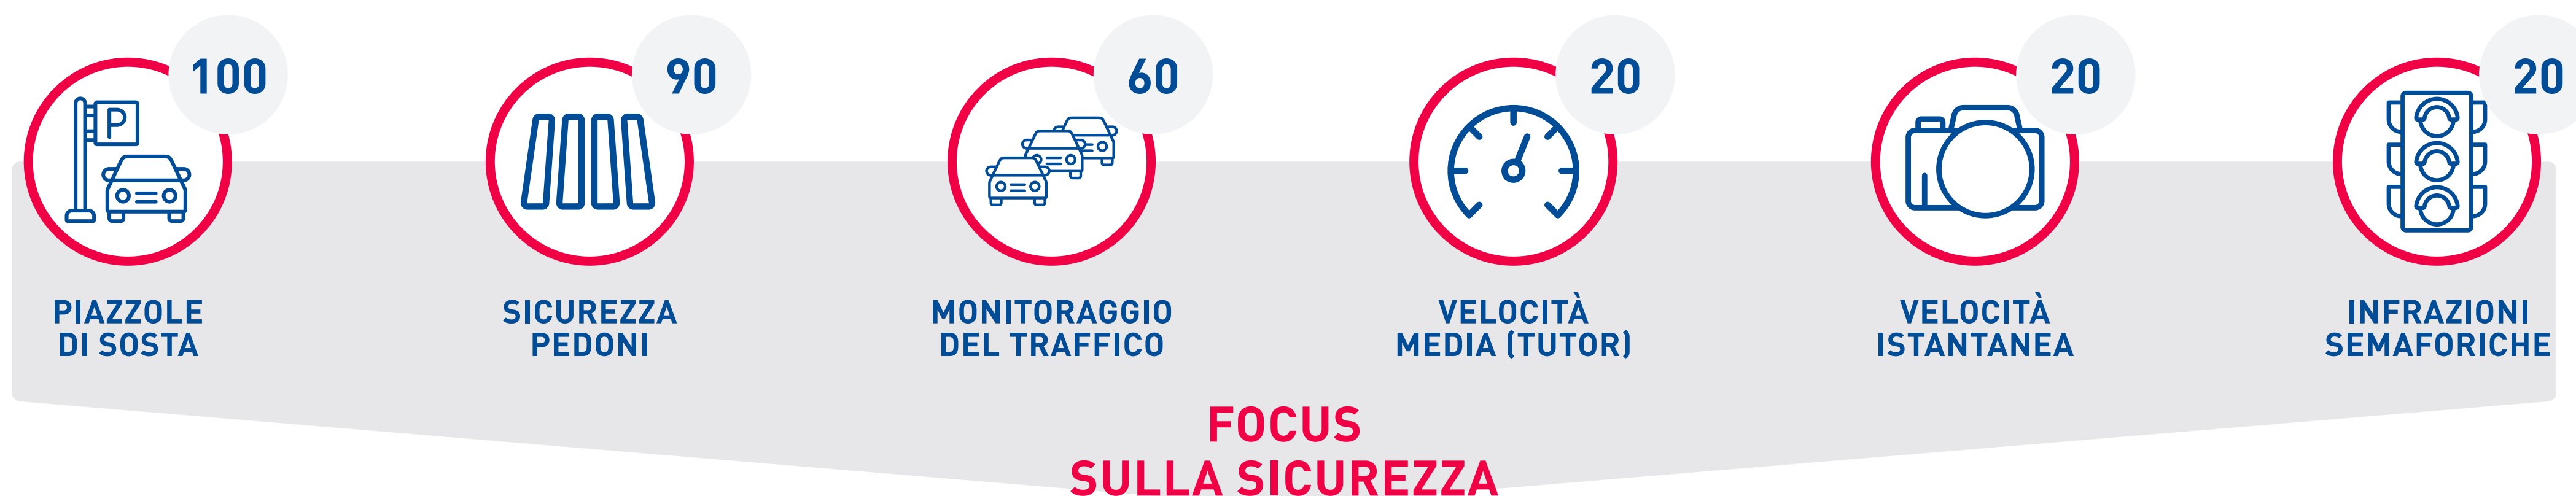 100
PIAZZOLE
DI SOSTA
90
SICUREZZA
PEDONI
60
MONITORAGGIO
DEL TRAFFICO
20
VELOCITÀ
MEDIA (TUTOR)
20
VELOCITÀ
ISTANTANEA
20
INFRAZIONI
SEMAFORICHE
P
FOCUS
SULLA SICUREZZA